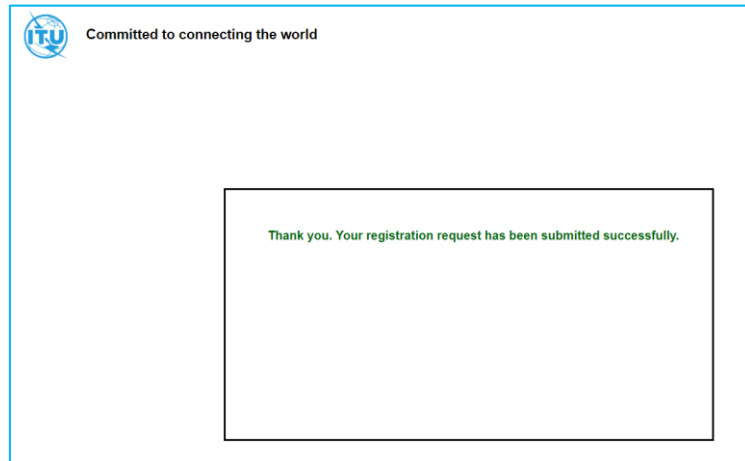 ITU
Committed to connecting the world
Thank you. Your registration request has been submitted successfully.